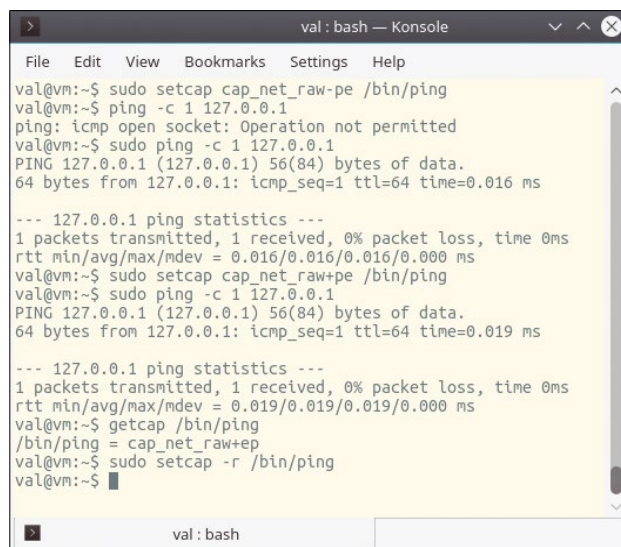 val : bash — Konsole
File Edit View Bookmarks Settings Help
val@vm:~$ sudo setcap cap_net_raw-pe /bin/ping
val@vm:~$ ping -c 1 127.0.0.1
ping: icmp open socket: Operation not permitted
val@vm:~$ sudo ping -c 1 127.0.0.1
PING 127.0.0.1 (127.0.0.1) 56(84) bytes of data.
64 bytes from 127.0.0.1: icmp_seq=1 ttl=64 time=0.016 ms

--- 127.0.0.1 ping statistics ---
1 packets transmitted, 1 received, 0% packet loss, time 0ms
rtt min/avg/max/mdev = 0.016/0.016/0.016/0.000 ms
val@vm:~$ sudo setcap cap_net_raw+pe /bin/ping
val@vm:~$ sudo ping -c 1 127.0.0.1
PING 127.0.0.1 (127.0.0.1) 56(84) bytes of data.
64 bytes from 127.0.0.1: icmp_seq=1 ttl=64 time=0.019 ms

--- 127.0.0.1 ping statistics ---
1 packets transmitted, 1 received, 0% packet loss, time 0ms
rtt min/avg/max/mdev = 0.019/0.019/0.019/0.000 ms
val@vm:~$ getcap /bin/ping
/bin/ping = cap_net_raw+ep
val@vm:~$ sudo setcap -r /bin/ping
val@vm:~$
val : bash